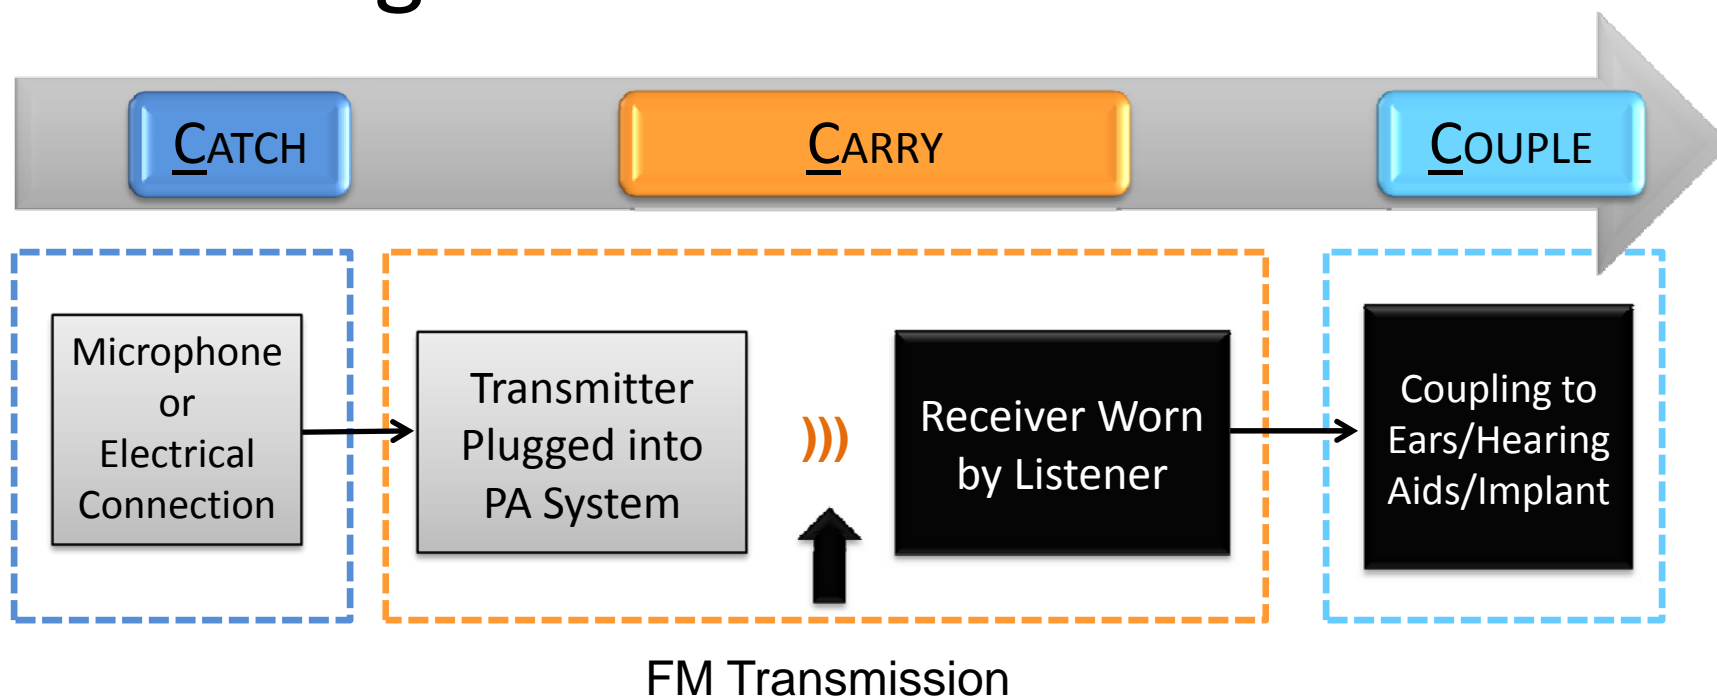 CATCH
CARRY
COUPLE
Microphone
or
Electrical
Connection
Transmitter
Plugged into
PA System
)))
Receiver Worn
by Listener
Coupling to
Ears/Hearing
Aids/Implant
FM Transmission